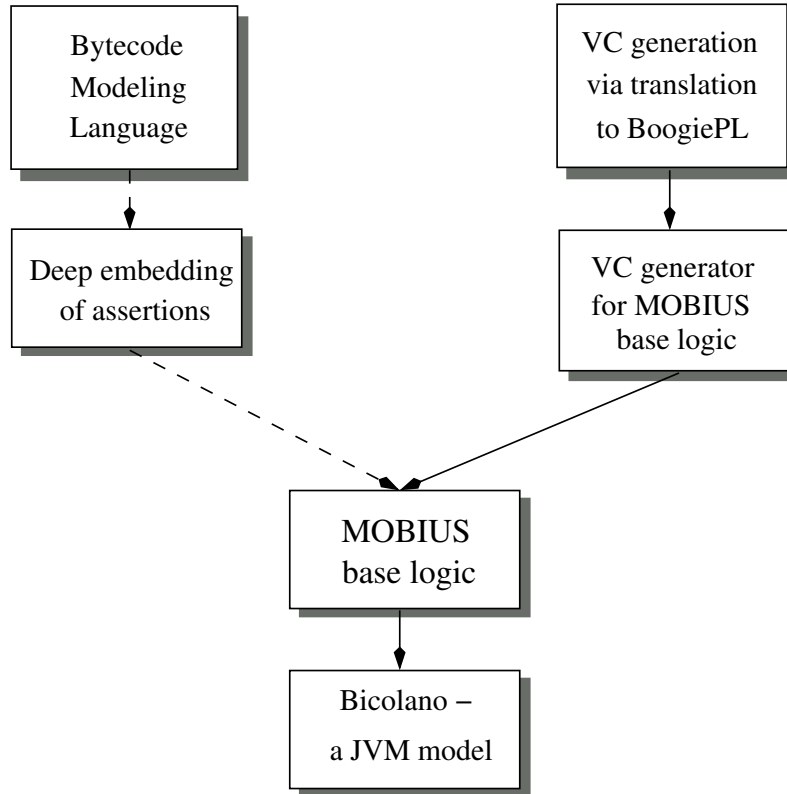 Bytecode
Modeling
Language
VC generation
via translation
to BoogiePL
Deep embedding
of assertions
VC generator
for MOBIUS
base logic
MOBIUS
base logic
Bicolano –
a JVM model